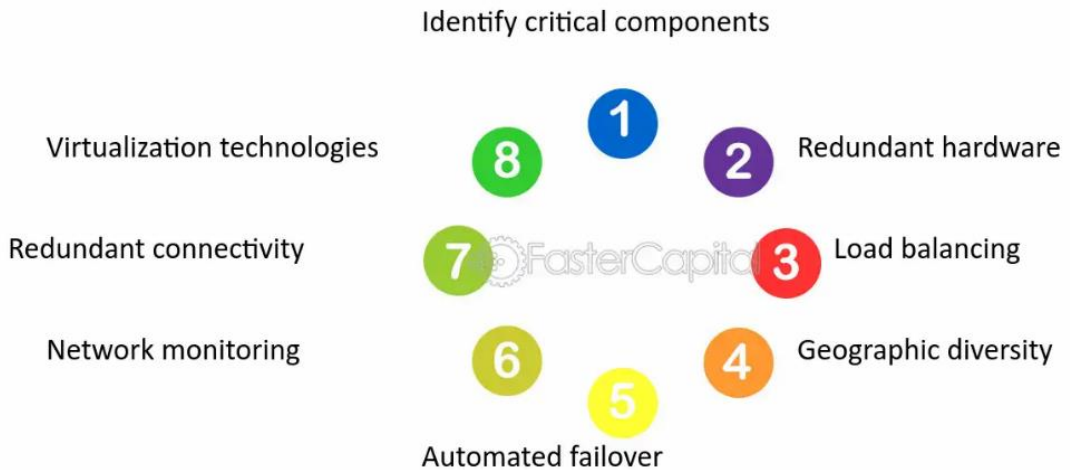 Identify critical components
1
Virtualization technologies
8
2
Redundant hardware
Redundant connectivity
7
FasterCapital
3
Load balancing
Network monitoring
6
4
Geographic diversity
5
Automated failover